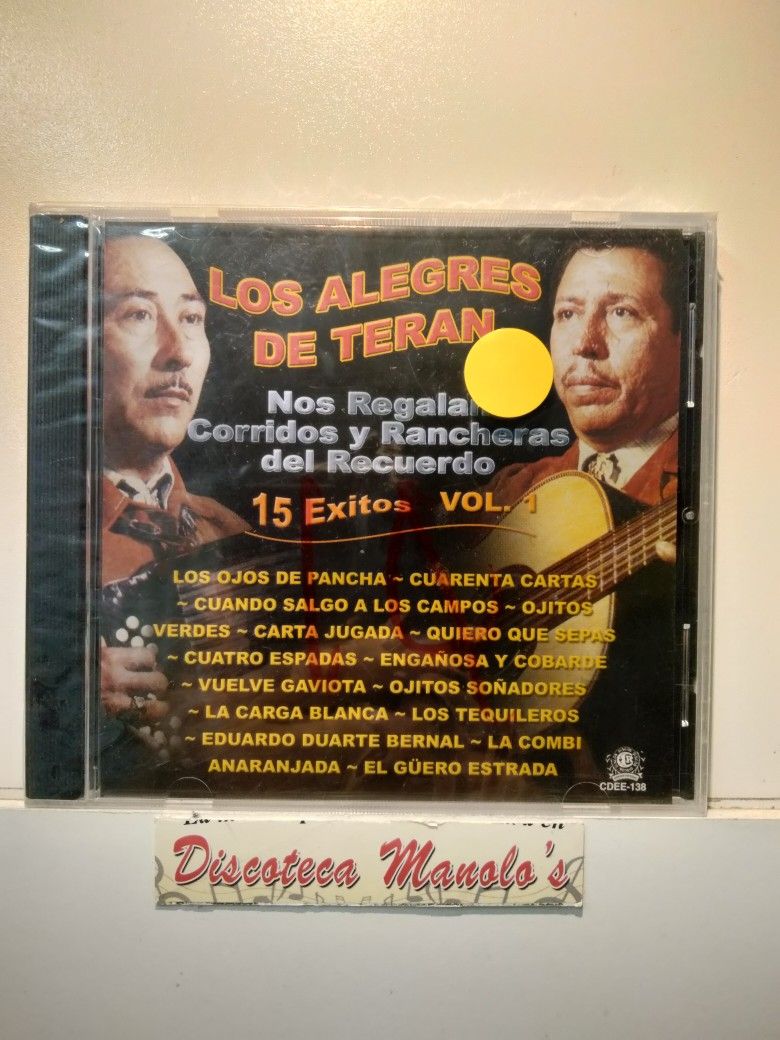 LOS ALEGRES
DE TERAN
Nos Regalan
Corridos y Rancheras
del Recuerdo
15 Exitos VOL. 1
LOS OJOS DE PANCHA ~ CUARENTA CARTAS
~ CUANDO SALGO A LOS CAMPOS ~ OJITOS
VERDES ~ CARTA JUGADA ~ QUIERO QUE SEPAS
~ CUATRO ESPADAS ~ ENGAÑOSA Y COBARDE
~ VUELVE GAVIOTA ~ OJITOS SOÑADORES
~ LA CARGA BLANCA ~ LOS TEQUILEROS
~ EDUARDO DUARTE BERNAL ~ LA COMBI
ANARANJADA ~ EL GÜERO ESTRADA
CDEE-138
Discoteca Manolo's